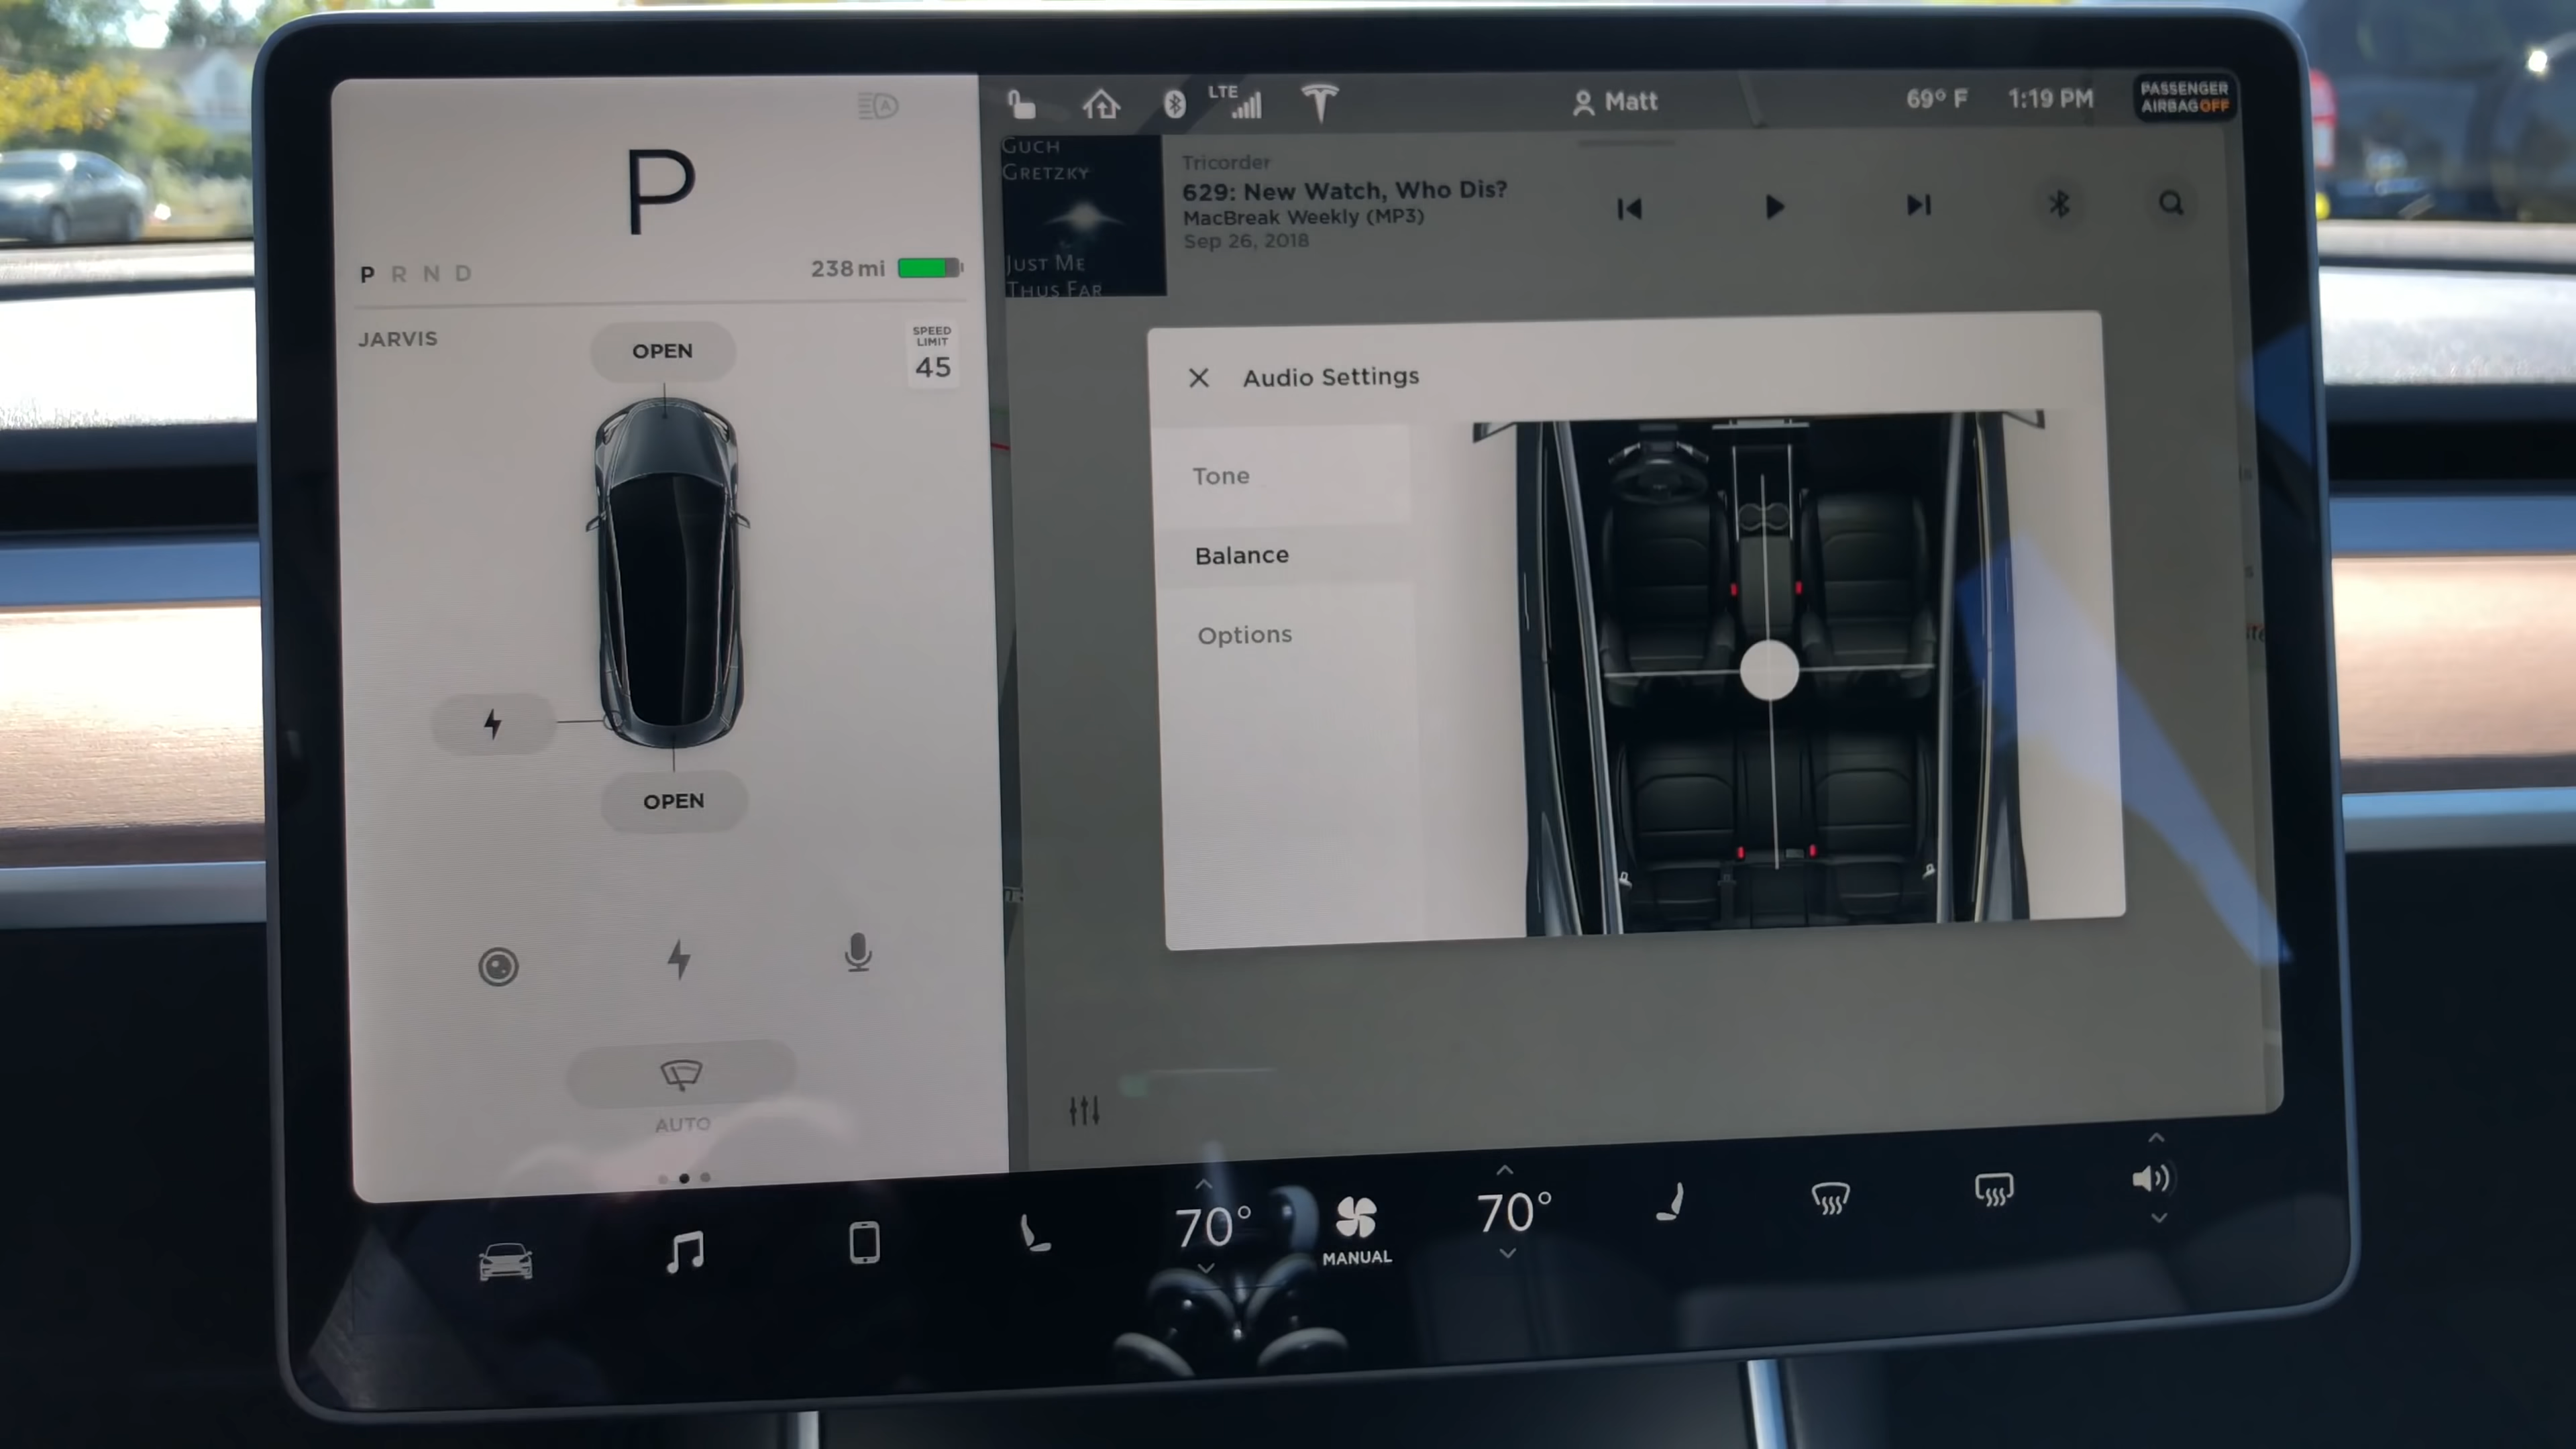 P
P R N D
238 mi
JARVIS
OPEN
SPEED
LIMIT
45
OPEN
AUTO
LTE
Matt
69° F
1:19 PM
PASSENGER
AIRBAG OFF
GUCH
GRETZKY
JUST ME
THUS FAR
Tricorder
629: New Watch, Who Dis?
MacBreak Weekly (MP3)
Sep 26, 2018
Audio Settings
Tone
Balance
Options
70°
MANUAL
70°